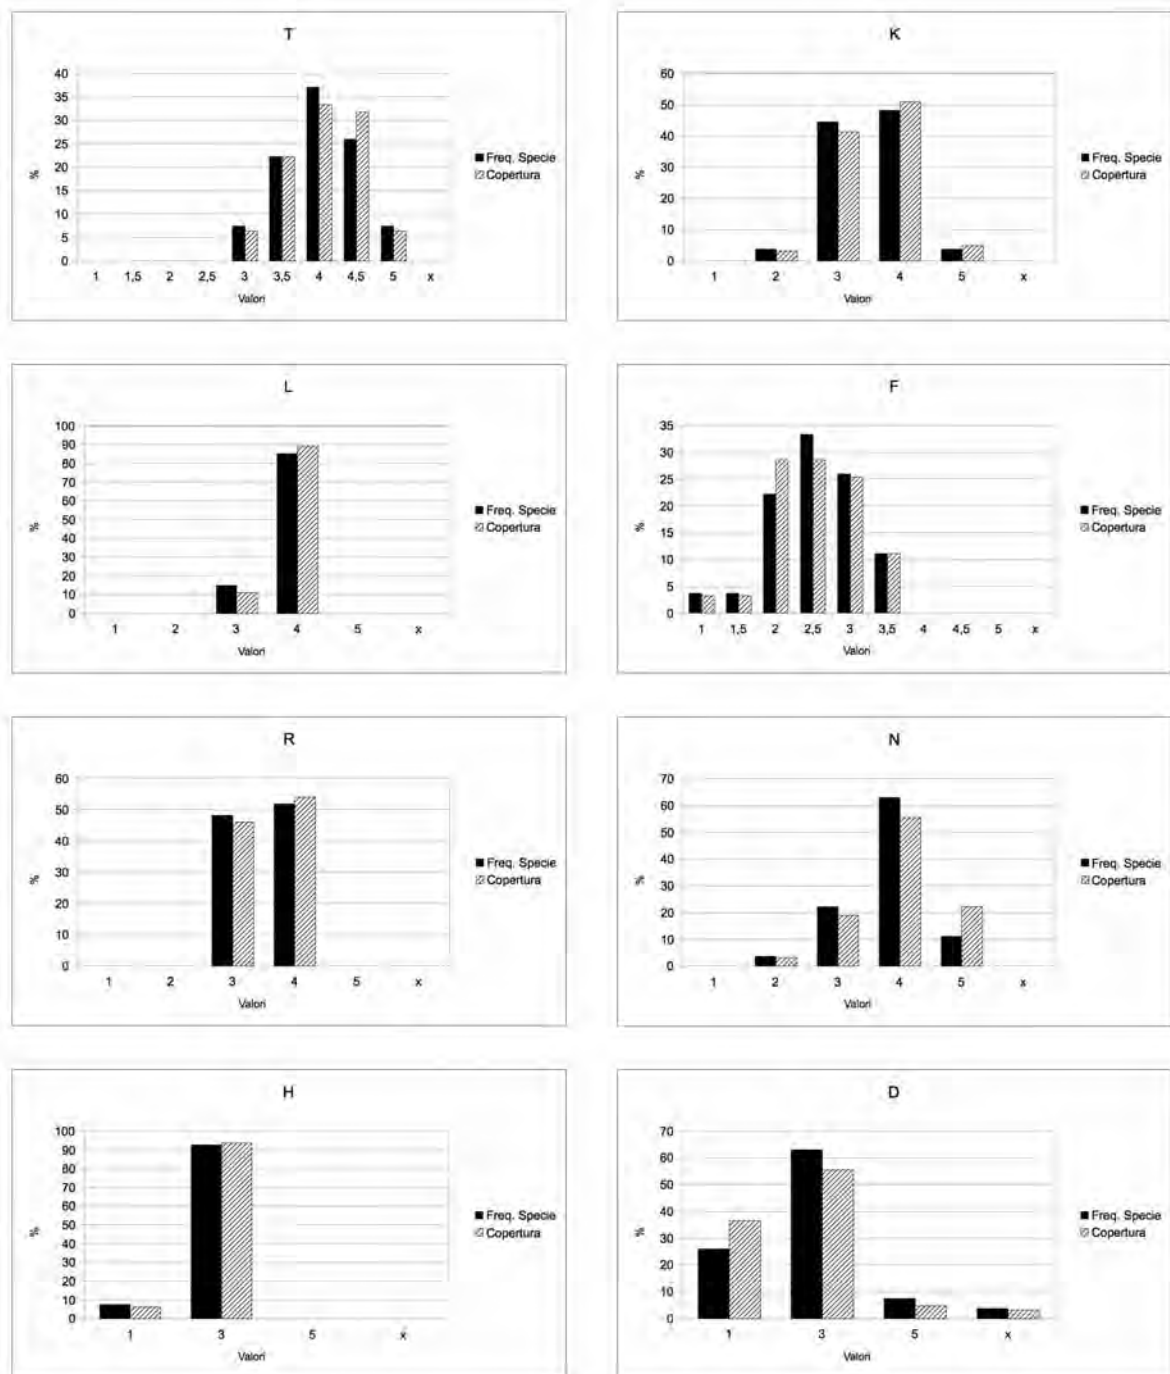 T
40
35
30
25
20
15
10
5
0
%
1 1,5 2 2,5 3 3,5 4 4,5 5 x
Valori
Freq. Specie
Copertura
K
60
50
40
30
20
10
0
%
1 2 3 4 5 x
Valori
Freq. Specie
Copertura
L
100
90
80
70
60
50
40
30
20
10
0
%
1 2 3 4 5 x
Valori
Freq. Specie
Copertura
F
35
30
25
20
15
10
5
0
%
1 1,5 2 2,5 3 3,5 4 4,5 5 x
Valori
Freq. Specie
Copertura
R
60
50
40
30
20
10
0
%
1 2 3 4 5 x
Valori
Freq. Specie
Copertura
N
70
60
50
40
30
20
10
0
%
1 2 3 4 5 x
Valori
Freq. Specie
Copertura
H
100
90
80
70
60
50
40
30
20
10
0
%
1 3 5 x
Valori
Freq. Specie
Copertura
D
70
60
50
40
30
20
10
0
%
1 3 5 x
Valori
Freq. Specie
Copertura